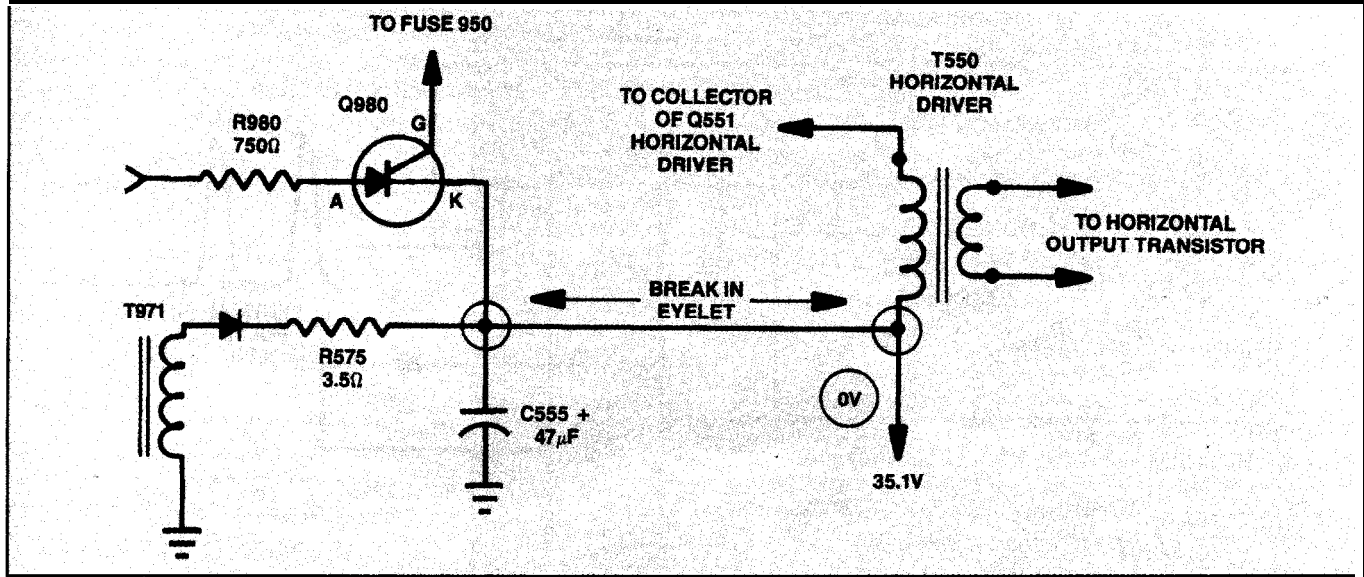 TO FUSE 950
Q980
G
R980
750Ω
A
K
TO COLLECTOR
OF Q551
HORIZONTAL
DRIVER
T550
HORIZONTAL
DRIVER
TO HORIZONTAL
OUTPUT TRANSISTOR
BREAK IN
EYELET
T971
R575
3.5Ω
C555 +
47μF
0V
35.1V